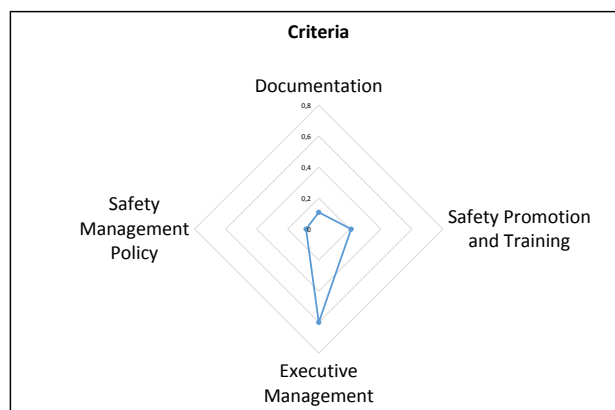 Criteria
Documentation
0,8
0,6
0,4
0,2
0
Safety
Management
Policy
Safety Promotion
and Training
Executive
Management